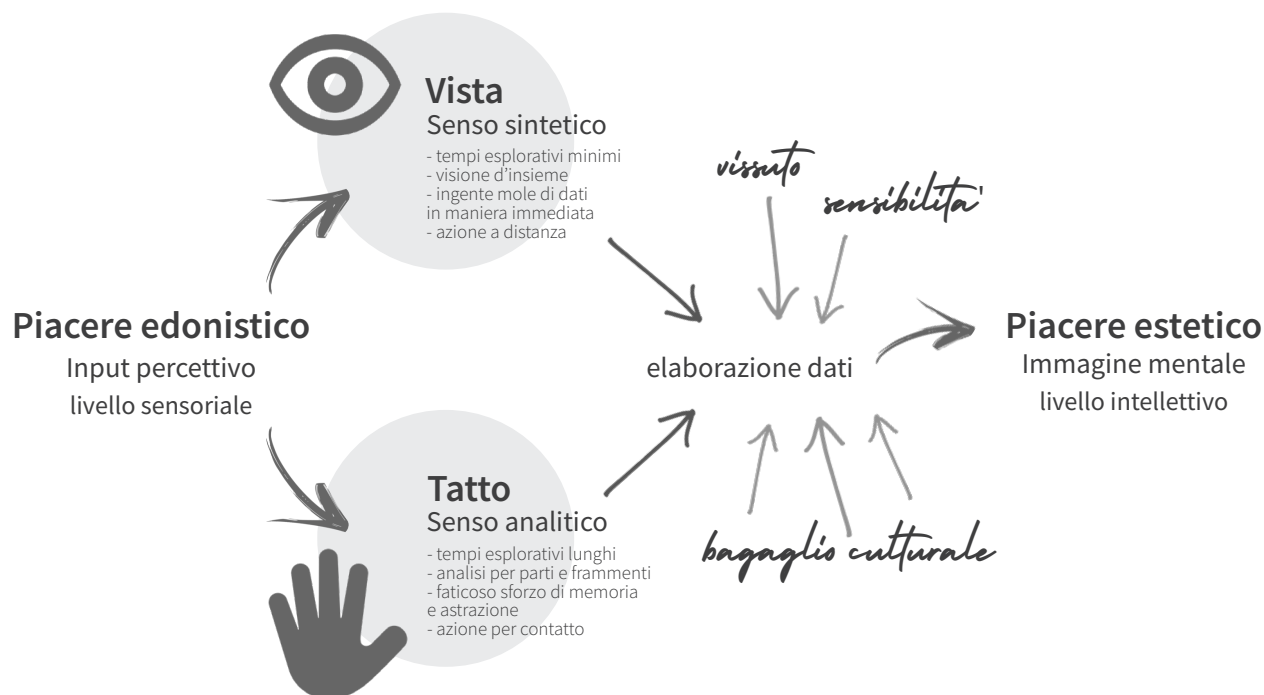 Vista
Senso sintetico
- tempi esplorativi minimi
- visione d'insieme
- ingente mole di dati
in maniera immediata
- azione a distanza
vissuto
sensibilita'
Piacere edonistico
Input percettivo
livello sensoriale
elaborazione dati
Piacere estetico
Immagine mentale
livello intellettivo
Tatto
Senso analitico
- tempi esplorativi lunghi
- analisi per parti e frammenti
- faticoso sforzo di memoria
e astrazione
- azione per contatto
bagaglio culturale